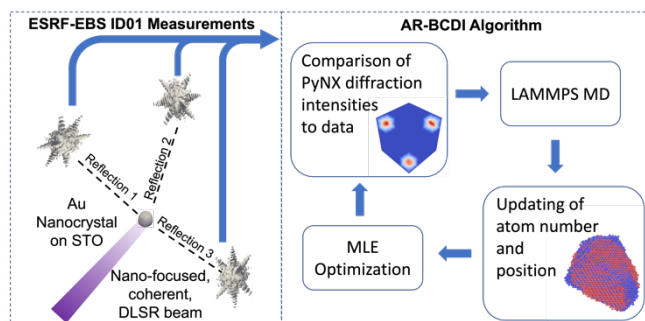 ESRF-EBS ID01 Measurements
Reflection 1
Reflection 2
Reflection 3
Au
Nanocrystal
on STO
Nano-focused,
coherent,
DLSR beam
AR-BCDI Algorithm
Comparison of
PyNX diffraction
intensities
to data
LAMMPS MD
Updating of
atom number
and
position
MLE
Optimization